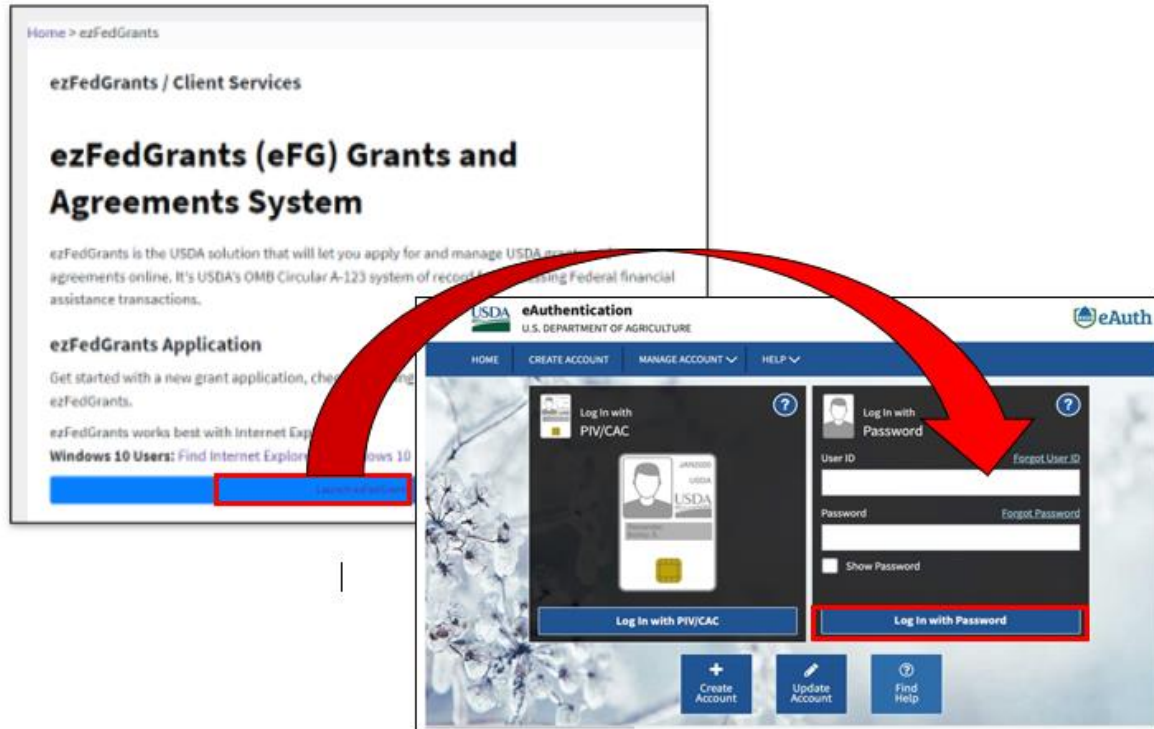 Home > ezFedGrants
ezFedGrants / Client Services
ezFedGrants (eFG) Grants and
Agreements System
ezFedGrants is the USDA solution that will let you apply for and manage USDA
agreements online. It's USDA's OMB Circular A-123 system of record Federal financial
assistance transactions.
ezFedGrants Application
Get started with a new grant application,
ezFedGrants.
ezFedGrants works best with Internet
Windows 10 Users: Find Internet 10
USDA eAuthentication
U.S. DEPARTMENT OF AGRICULTURE
eAuth
HOME CREATE ACCOUNT MANAGE ACCOUNT HELP
Log In with
PIV/CAC
?
JAN2020
USDA
USDA
Log In with PIV/CAC
Log In with
Password
?
User ID Forgot User ID
Password Forgot Password
Show Password
Log In with Password
Create
Account
Update
Account
?
Find
Help